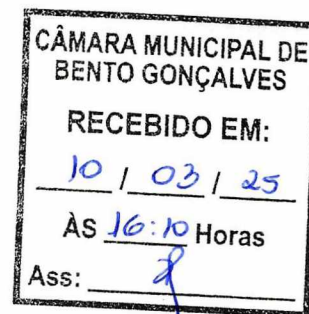 CÂMARA MUNICIPAL DE
BENTO GONÇALVES
RECEBIDO EM:
10 / 03 / 25
ÀS 16:10 Horas
Ass: